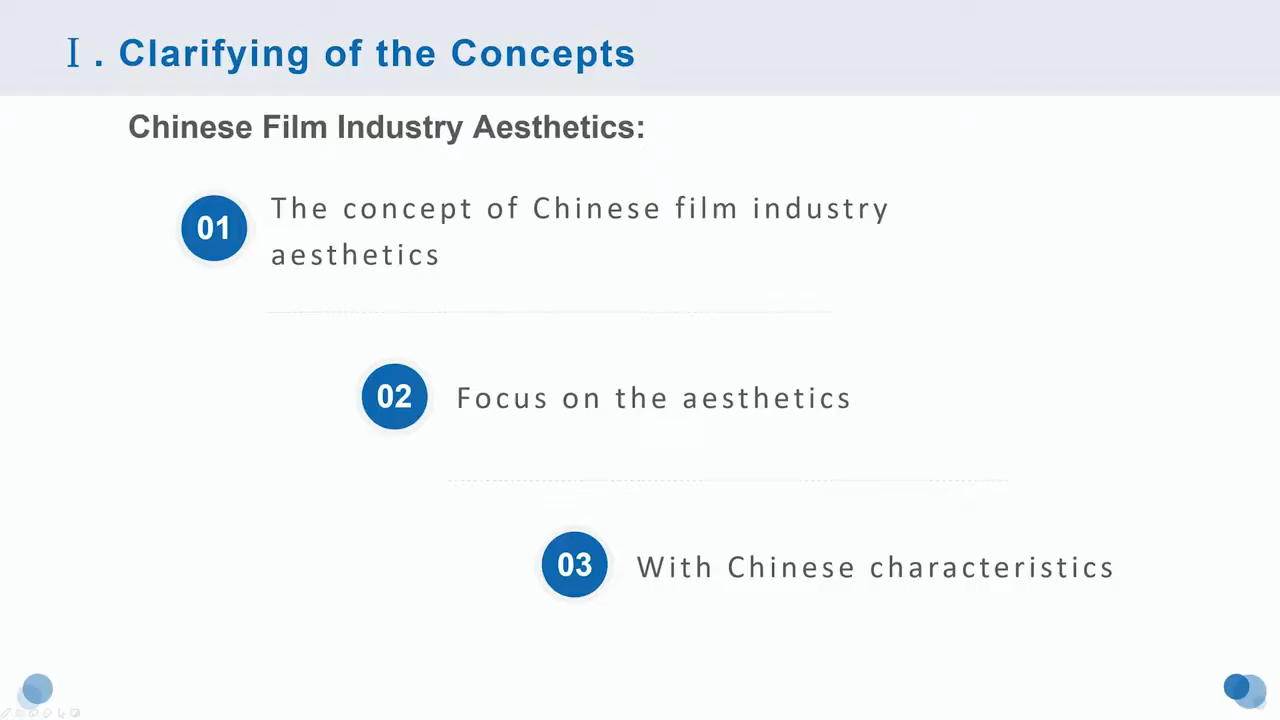 Ⅰ. Clarifying of the Concepts
Chinese Film Industry Aesthetics:
01
The concept of Chinese film industry
aesthetics
02
Focus on the aesthetics
03
With Chinese characteristics